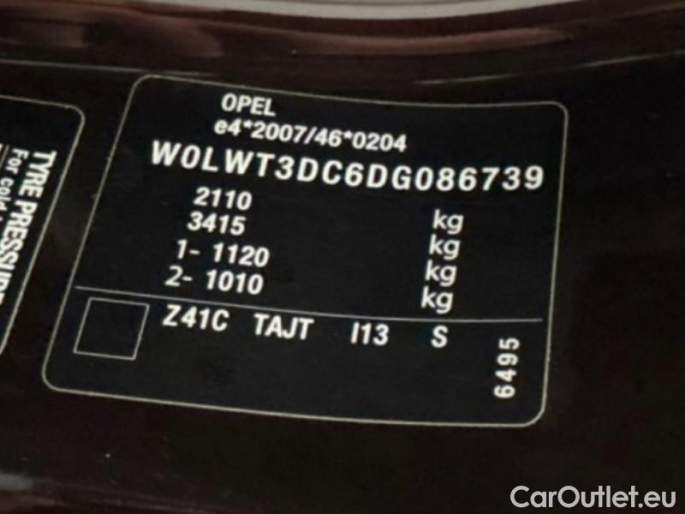 OPEL
e4*2007/46*0204
W0LWT3DC6DG086739
2110 kg
3415 kg
1- 1120 kg
2- 1010 kg
Z41C TAJT I13 S
6495
TYRE PRESSURE
For cold
CarOutlet.eu